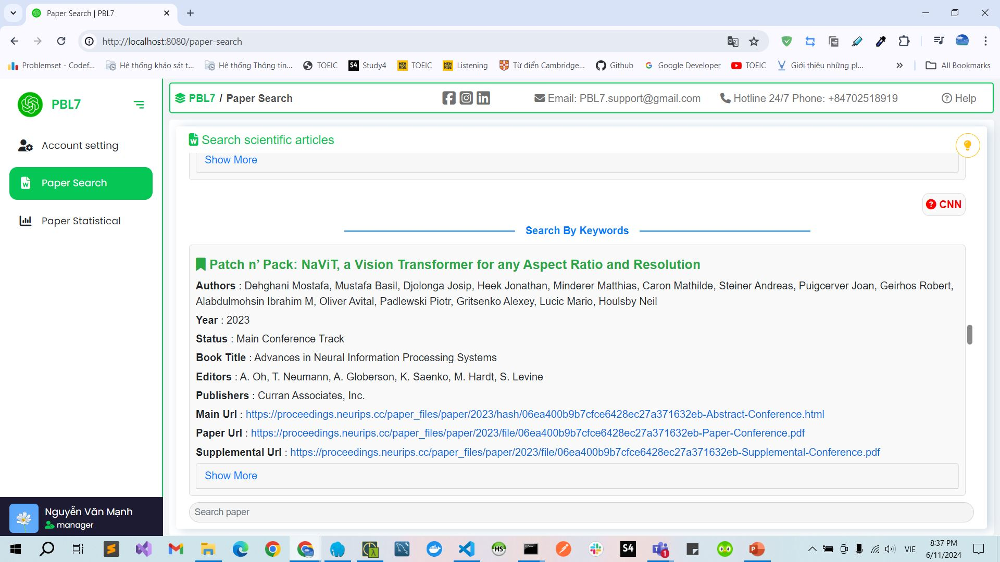 Paper Search | PBL7
http://localhost:8080/paper-search
Problemset - Codef...
Hệ thống khảo sát t...
Hệ thống Thông tin...
TOEIC
S4 Study4
MEM RISE TOEIC
MEM RISE Listening
Từ điển Cambridge...
Github
Google Developer
TOEIC
Giới thiệu những pl...
All Bookmarks
PBL7
Account setting
Paper Search
Paper Statistical
Nguyễn Văn Mạnh
manager
PBL7 / Paper Search
Email: PBL7.support@gmail.com
Hotline 24/7 Phone: +84702518919
Help
Search scientific articles
Show More
CNN
Search By Keywords
Patch n’ Pack: NaViT, a Vision Transformer for any Aspect Ratio and Resolution
Authors : Dehghani Mostafa, Mustafa Basil, Djolonga Josip, Heek Jonathan, Minderer Matthias, Caron Mathilde, Steiner Andreas, Puigcerver Joan, Geirhos Robert,
Alabdulmohsin Ibrahim M, Oliver Avital, Padlewski Piotr, Gritsenko Alexey, Lucic Mario, Houlsby Neil
Year : 2023
Status : Main Conference Track
Book Title : Advances in Neural Information Processing Systems
Editors : A. Oh, T. Neumann, A. Globerson, K. Saenko, M. Hardt, S. Levine
Publishers : Curran Associates, Inc.
Main Url : https://proceedings.neurips.cc/paper_files/paper/2023/hash/06ea400b9b7cfce6428ec27a371632eb-Abstract-Conference.html
Paper Url : https://proceedings.neurips.cc/paper_files/paper/2023/file/06ea400b9b7cfce6428ec27a371632eb-Paper-Conference.pdf
Supplemental Url : https://proceedings.neurips.cc/paper_files/paper/2023/file/06ea400b9b7cfce6428ec27a371632eb-Supplemental-Conference.pdf
Show More
Search paper
HS
S4
1
VIE
8:37 PM
6/11/2024